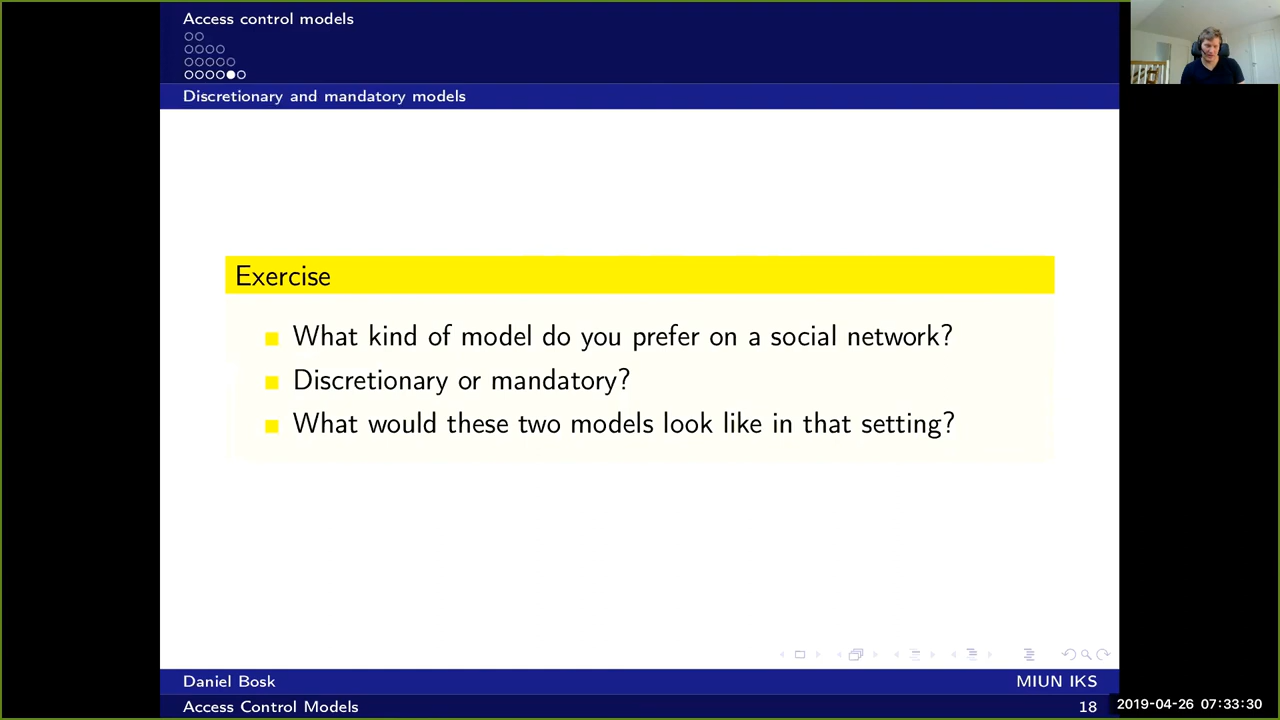 Access control models
Discretionary and mandatory models
Exercise
What kind of model do you prefer on a social network?
Discretionary or mandatory?
What would these two models look like in that setting?
Daniel Bosk
MIUN IKS
Access Control Models
18
2019-04-26 07:33:30